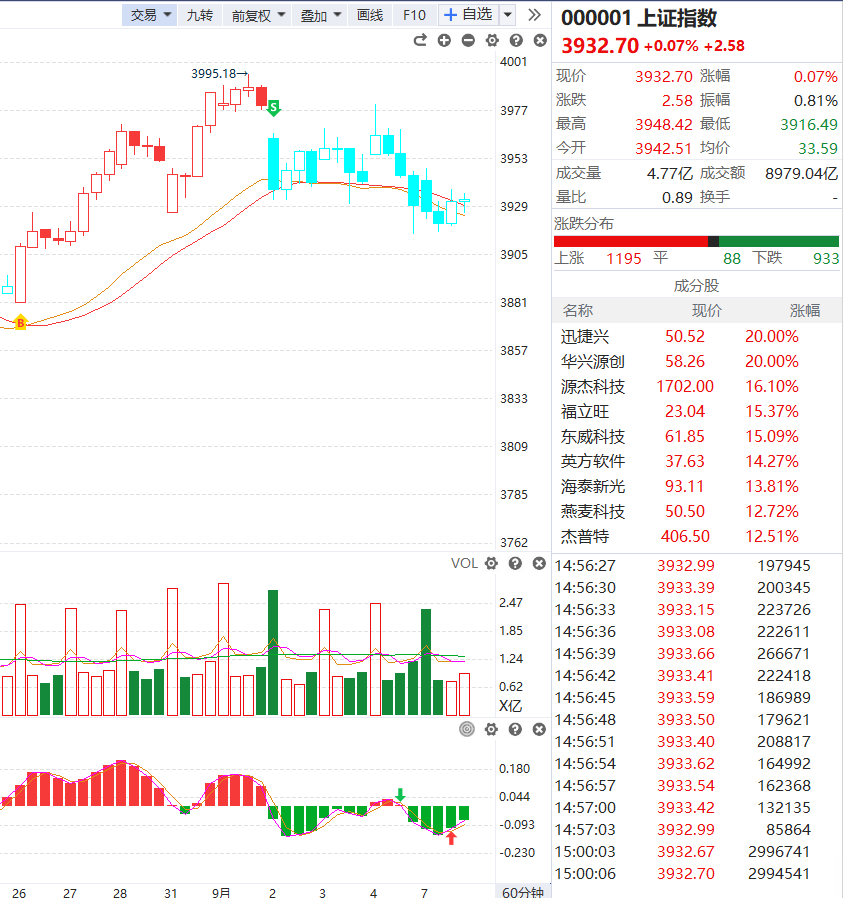 交易 九转 前复权 叠加 画线 F10 + 自选
3995.18→
S
B
4001
3977
3953
3929
3905
3881
3857
3833
3809
3785
3762
VOL
2.47
1.85
1.24
0.62
X亿
0.180
0.044
-0.093
-0.230
26 27 28 31 9月 2 3 4 7 60分钟
000001 上证指数
3932.70 +0.07% +2.58
现价 3932.70 涨幅 0.07%
涨跌 2.58 振幅 0.81%
最高 3948.42 最低 3916.49
今开 3942.51 均价 33.59
成交量 4.77亿 成交额 8979.04亿
量比 0.89 换手 -
涨跌分布
上涨 1195 平 88 下跌 933
成分股
名称 现价 涨幅
迅捷兴 50.52 20.00%
华兴源创 58.26 20.00%
源杰科技 1702.00 16.10%
福立旺 23.04 15.37%
东威科技 61.85 15.09%
英方软件 37.63 14.27%
海泰新光 93.11 13.81%
燕麦科技 50.50 12.72%
杰普特 406.50 12.51%
14:56:27 3932.99 197945
14:56:30 3933.39 200345
14:56:33 3933.15 223726
14:56:36 3933.08 222611
14:56:39 3933.66 266671
14:56:42 3933.41 222418
14:56:45 3933.59 186989
14:56:48 3933.50 179621
14:56:51 3933.40 208817
14:56:54 3933.62 164992
14:56:57 3933.54 162368
14:57:00 3933.42 132135
14:57:03 3932.99 85864
15:00:03 3932.67 2996741
15:00:06 3932.70 2994541